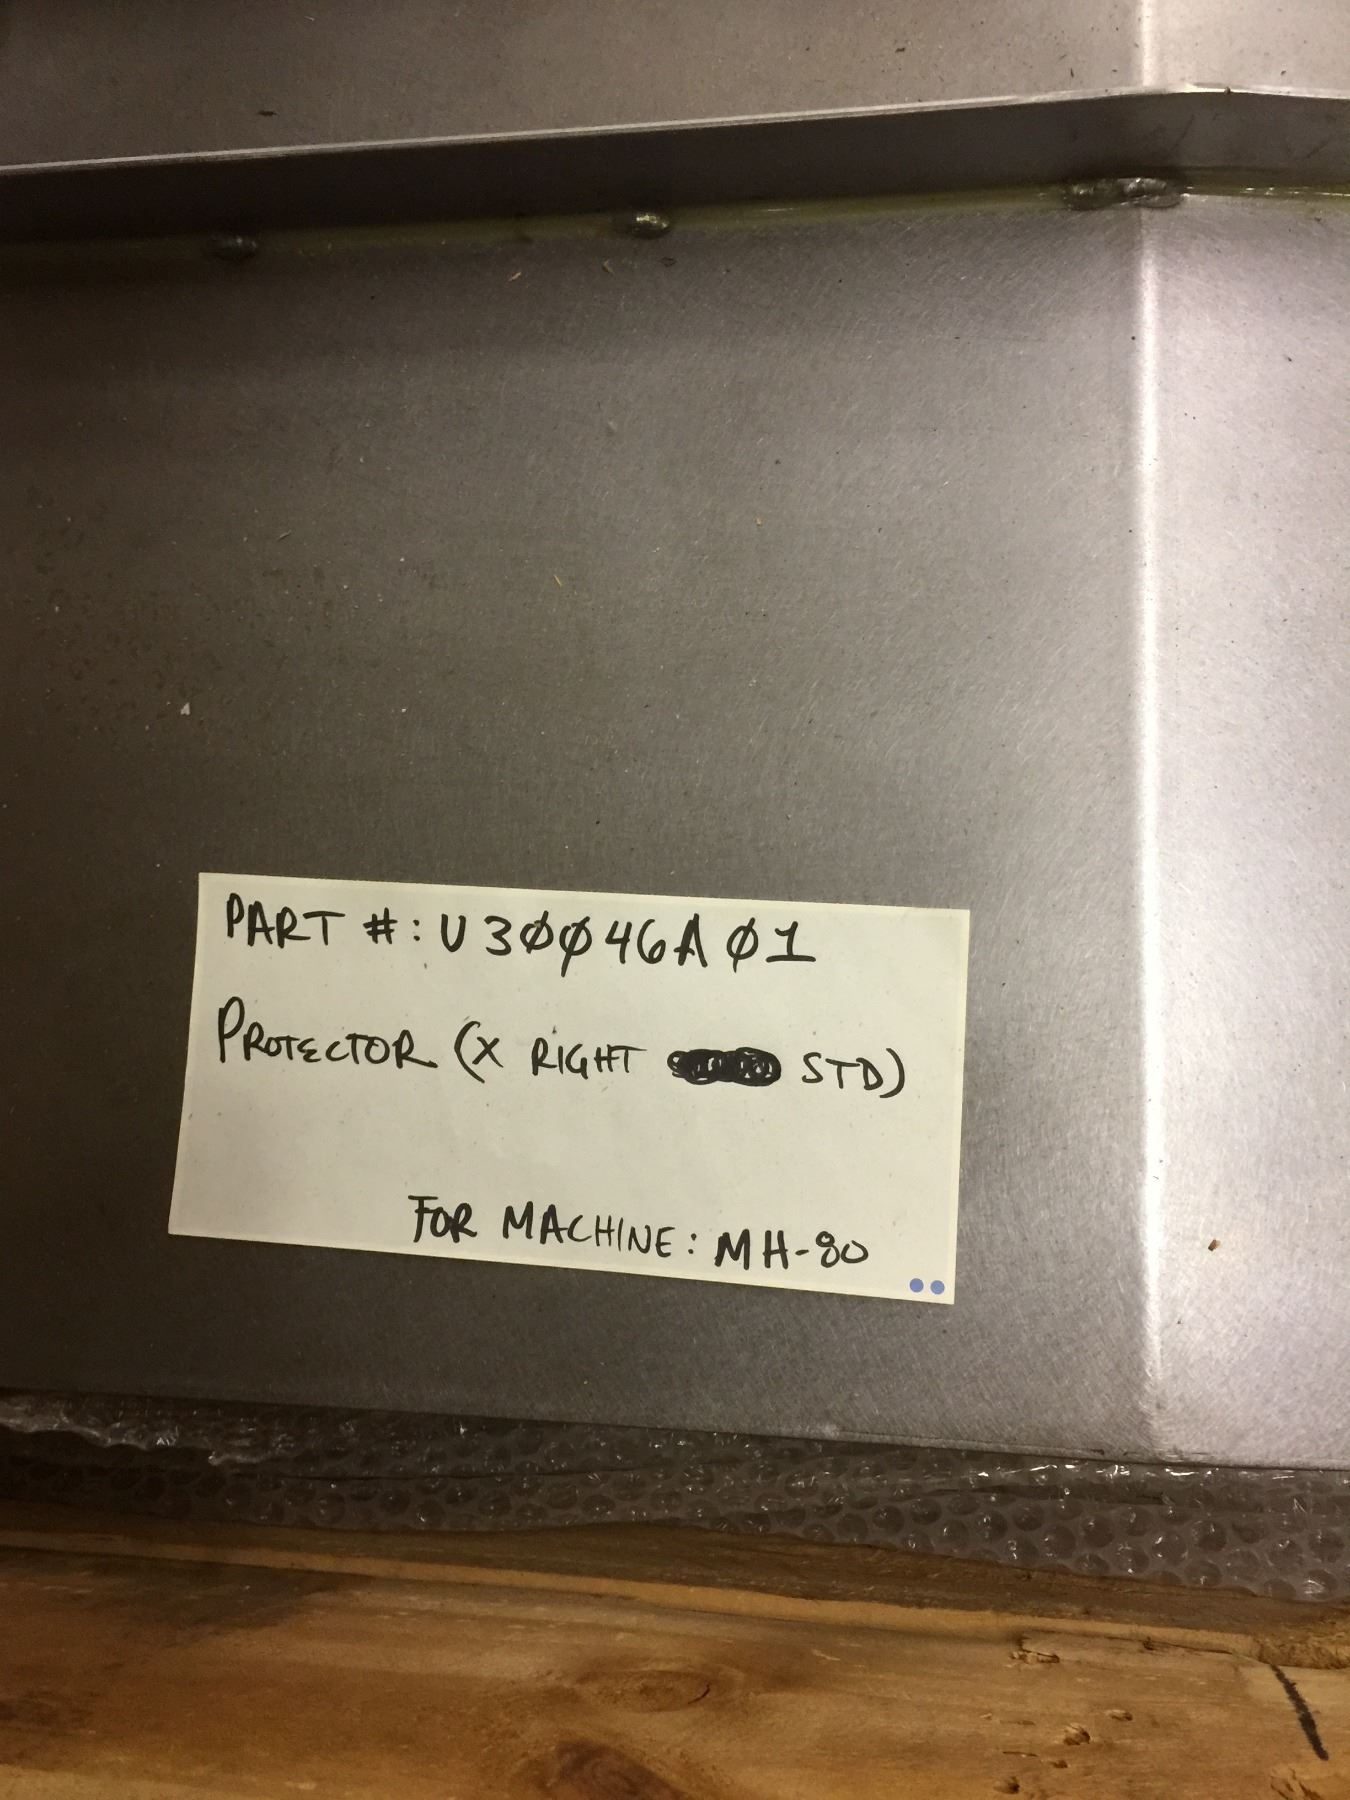 PART #: U30046A01
PROTECTOR (X RIGHT STD)
FOR MACHINE: MH-80